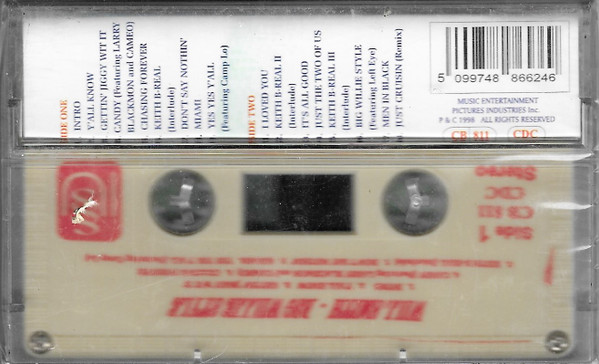 SIDE ONE
INTRO
Y'ALL KNOW
GETTIN' JIGGY WIT IT
CANDY (Featuring LARRY
BLACKMON and CAMEO)
CHASING FOREVER
KEITH B-REAL
(Interlude)
DON'T SAY NOTHIN'
MIAMI
YES YES Y'ALL
(Featuring Camp Lo)
SIDE TWO
I LOVED YOU
KEITH B-REAL II
(Interlude)
IT'S ALL GOOD
JUST THE TWO OF US
KEITH B-REAL III
(Interlude)
BIG WILLIE STYLE
(Featuring Left Eye)
MEN IN BLACK
JUST CRUISIN (Remix)
5 099748 866246
MUSIC ENTERTAINMENT
PICTURES INDUSTRIES Inc.
P & C 1998 ALL RIGHTS RESERVED
CB 811 CDC
WILL SMITH - BIG WILLIE STYLE
Side 1
CB 811
CDC
Stereo